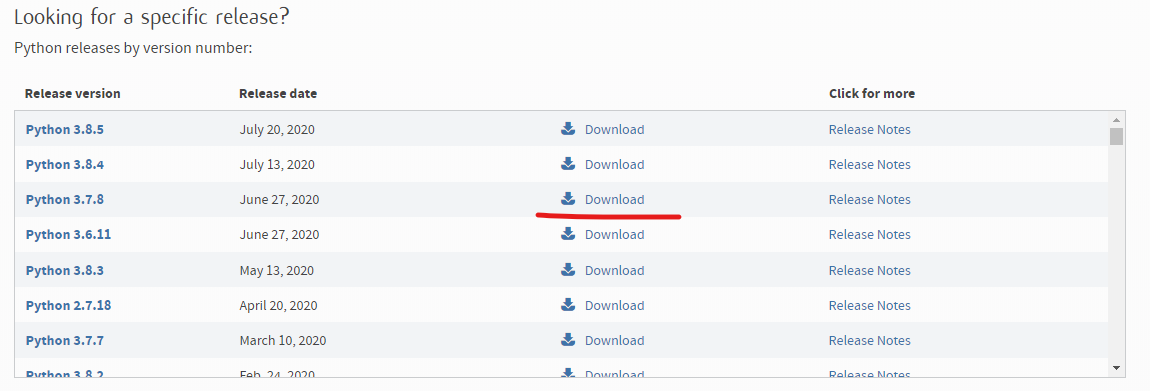 Looking for a specific release?
Python releases by version number:
Release version Release date Click for more
Python 3.8.5 July 20, 2020 Download Release Notes
Python 3.8.4 July 13, 2020 Download Release Notes
Python 3.7.8 June 27, 2020 Download Release Notes
Python 3.6.11 June 27, 2020 Download Release Notes
Python 3.8.3 May 13, 2020 Download Release Notes
Python 2.7.18 April 20, 2020 Download Release Notes
Python 3.7.7 March 10, 2020 Download Release Notes
Python 3.8.2 Feb. 24, 2020 Download Release Notes